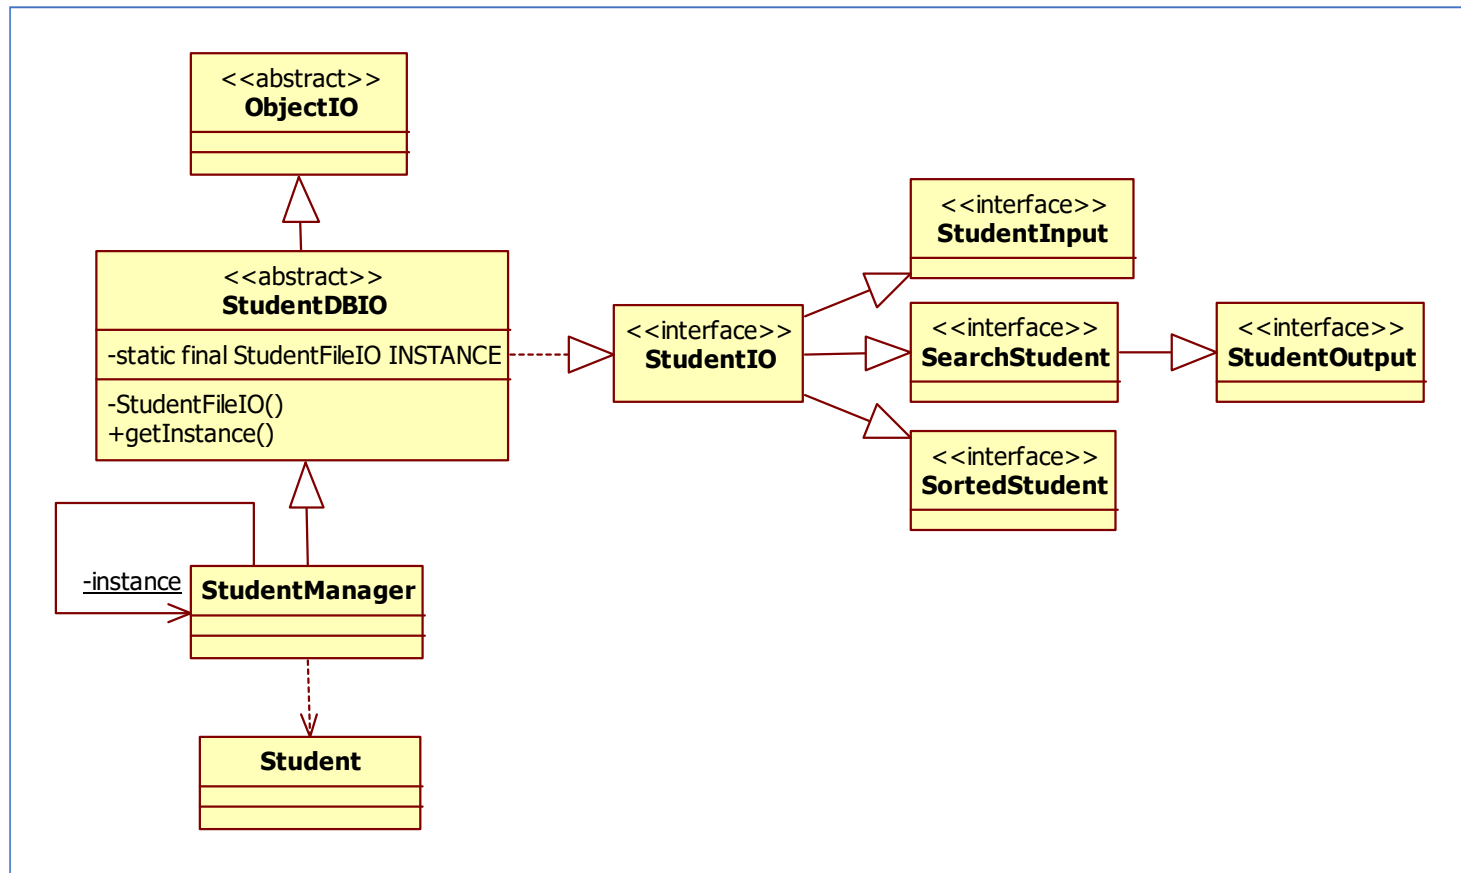 <<abstract>>
ObjectIO
<<abstract>>
StudentDBIO
-static final StudentFileIO INSTANCE
-StudentFileIO()
+getInstance()
<<interface>>
StudentIO
<<interface>>
StudentInput
<<interface>>
SearchStudent
<<interface>>
StudentOutput
<<interface>>
SortedStudent
-instance
StudentManager
Student